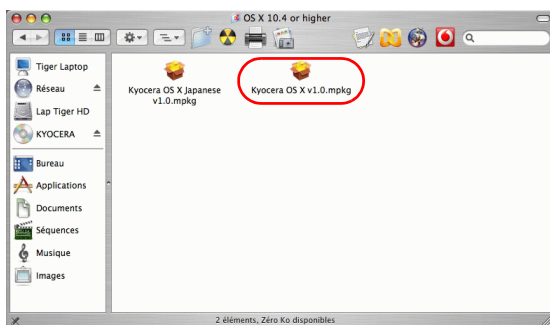 OS X 10.4 or higher
Tiger Laptop
Réseau
Lap Tiger HD
KYOCERA
Bureau
Applications
Documents
Séquences
Musique
Images
Kyocera OS X Japanese
v1.0.mpkg
Kyocera OS X v1.0.mpkg
2 éléments, Zéro Ko disponibles